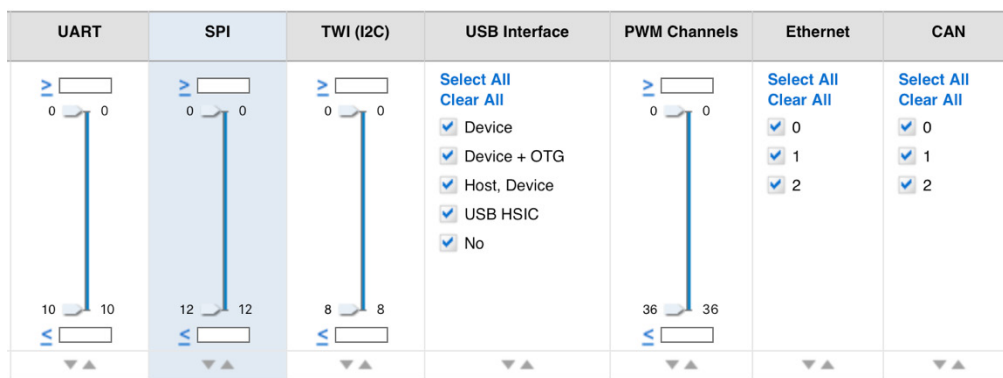 UART SPI TWI (I2C) USB Interface PWM Channels Ethernet CAN
≥ ≥ ≥ Select All ≥ Select All Select All
Clear All Clear All Clear All
0 0 0 0 0 0 Device 0 0 0 0
Device + OTG 1 1
Host, Device 2 2
USB HSIC
No
10 10 12 12 8 8 36 36
≤ ≤ ≤ ≤